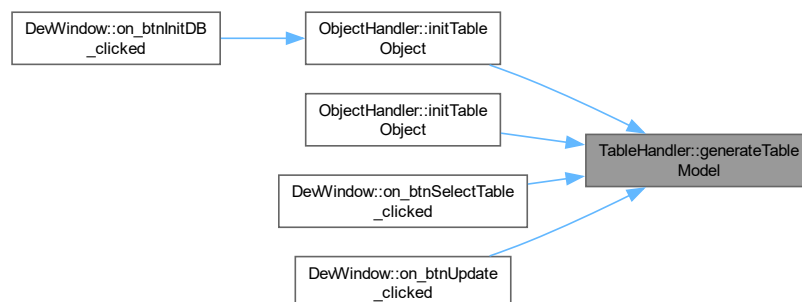 DevWindow::on_btnInitDB
_clicked
ObjectHandler::initTable
Object
ObjectHandler::initTable
Object
TableHandler::generateTable
Model
DevWindow::on_btnSelectTable
_clicked
DevWindow::on_btnUpdate
_clicked